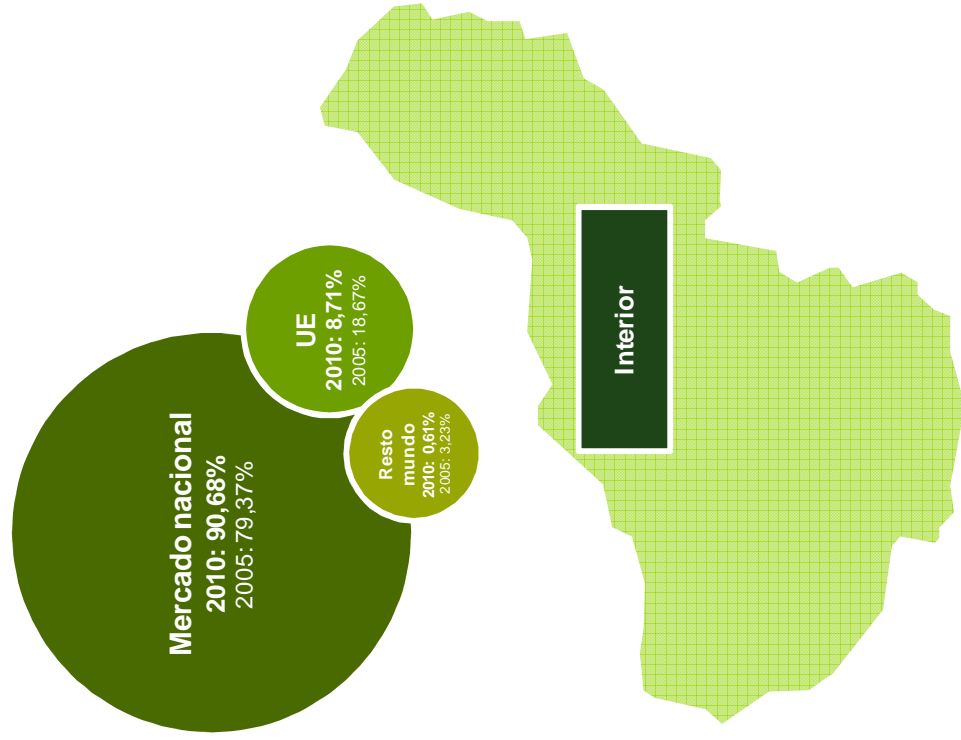 Mercado nacional
2010: 90,68%
2005: 79,37%
UE
2010: 8,71%
2005: 18,67%
Resto
mundo
2010: 0,61%
2005: 3,23%
Interior